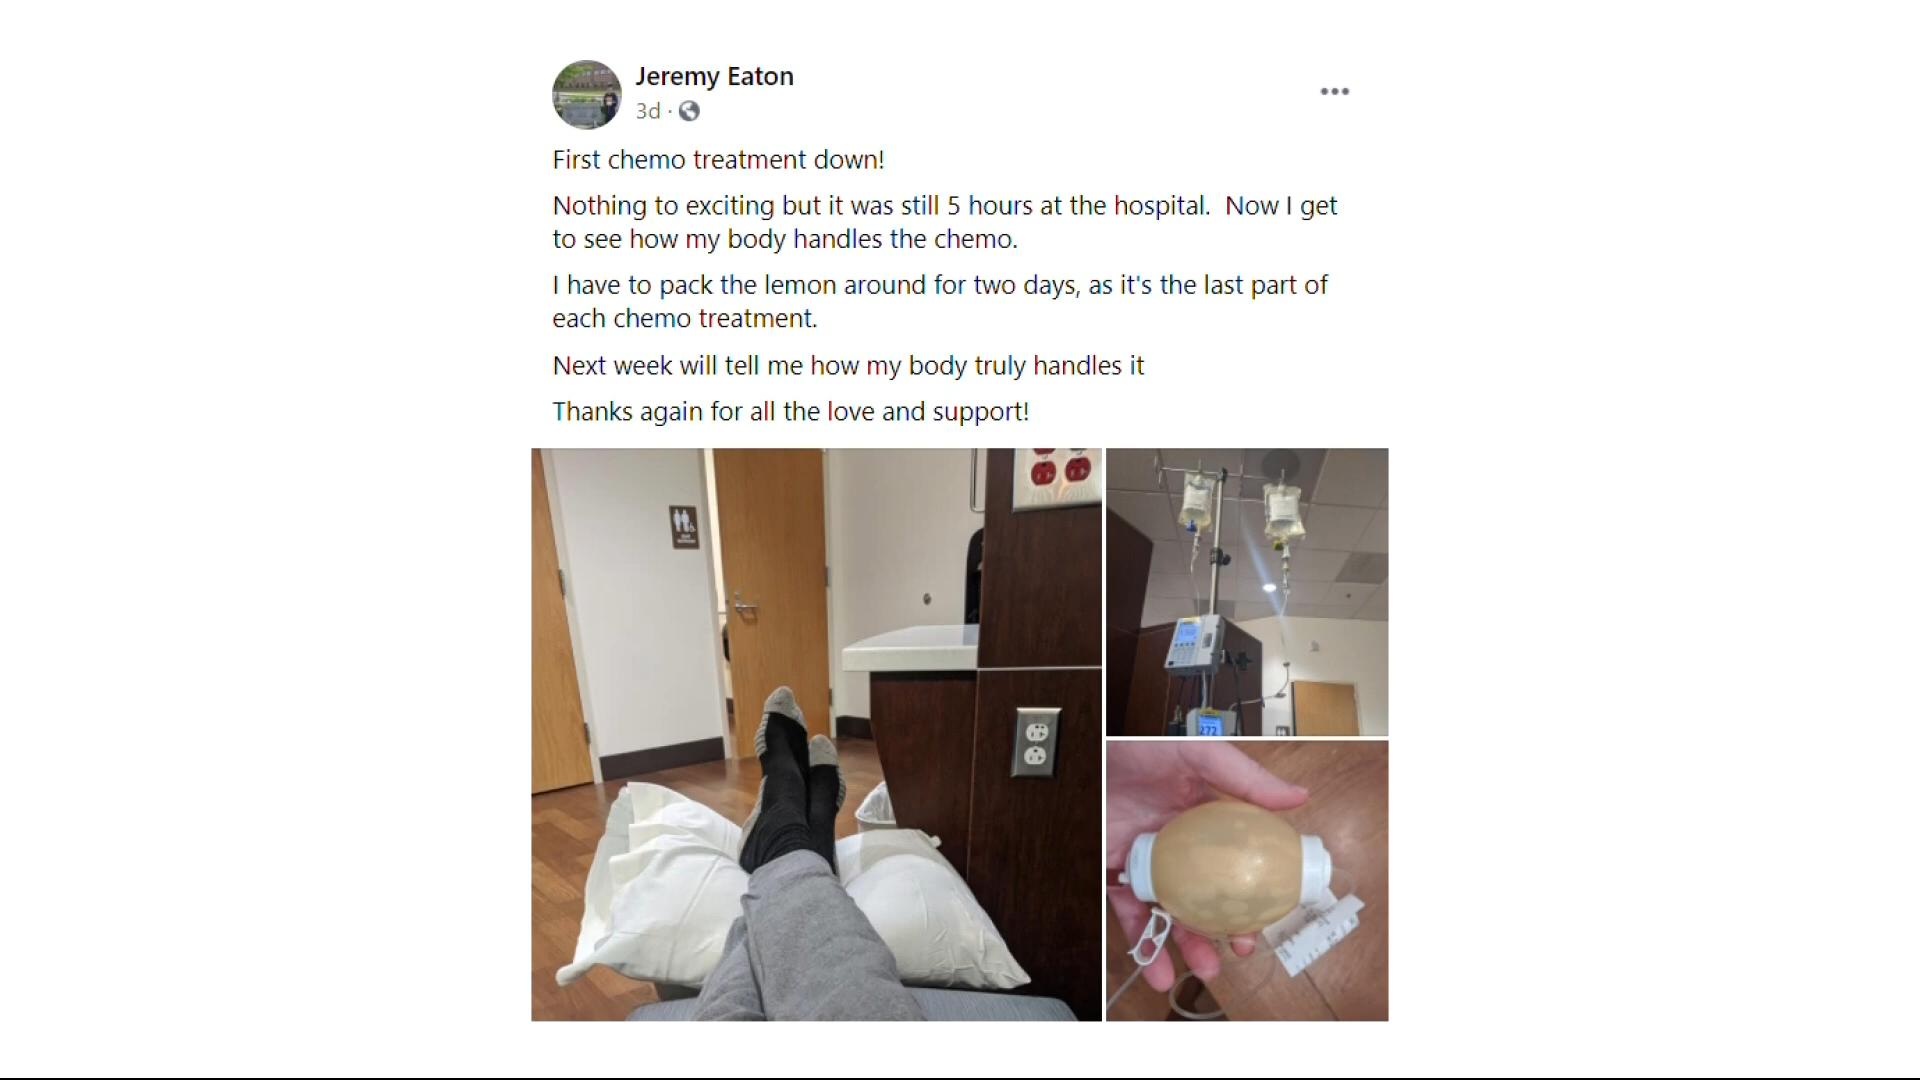 Jeremy Eaton
3d ·
First chemo treatment down!
Nothing to exciting but it was still 5 hours at the hospital. Now I get
to see how my body handles the chemo.
I have to pack the lemon around for two days, as it's the last part of
each chemo treatment.
Next week will tell me how my body truly handles it
Thanks again for all the love and support!
272